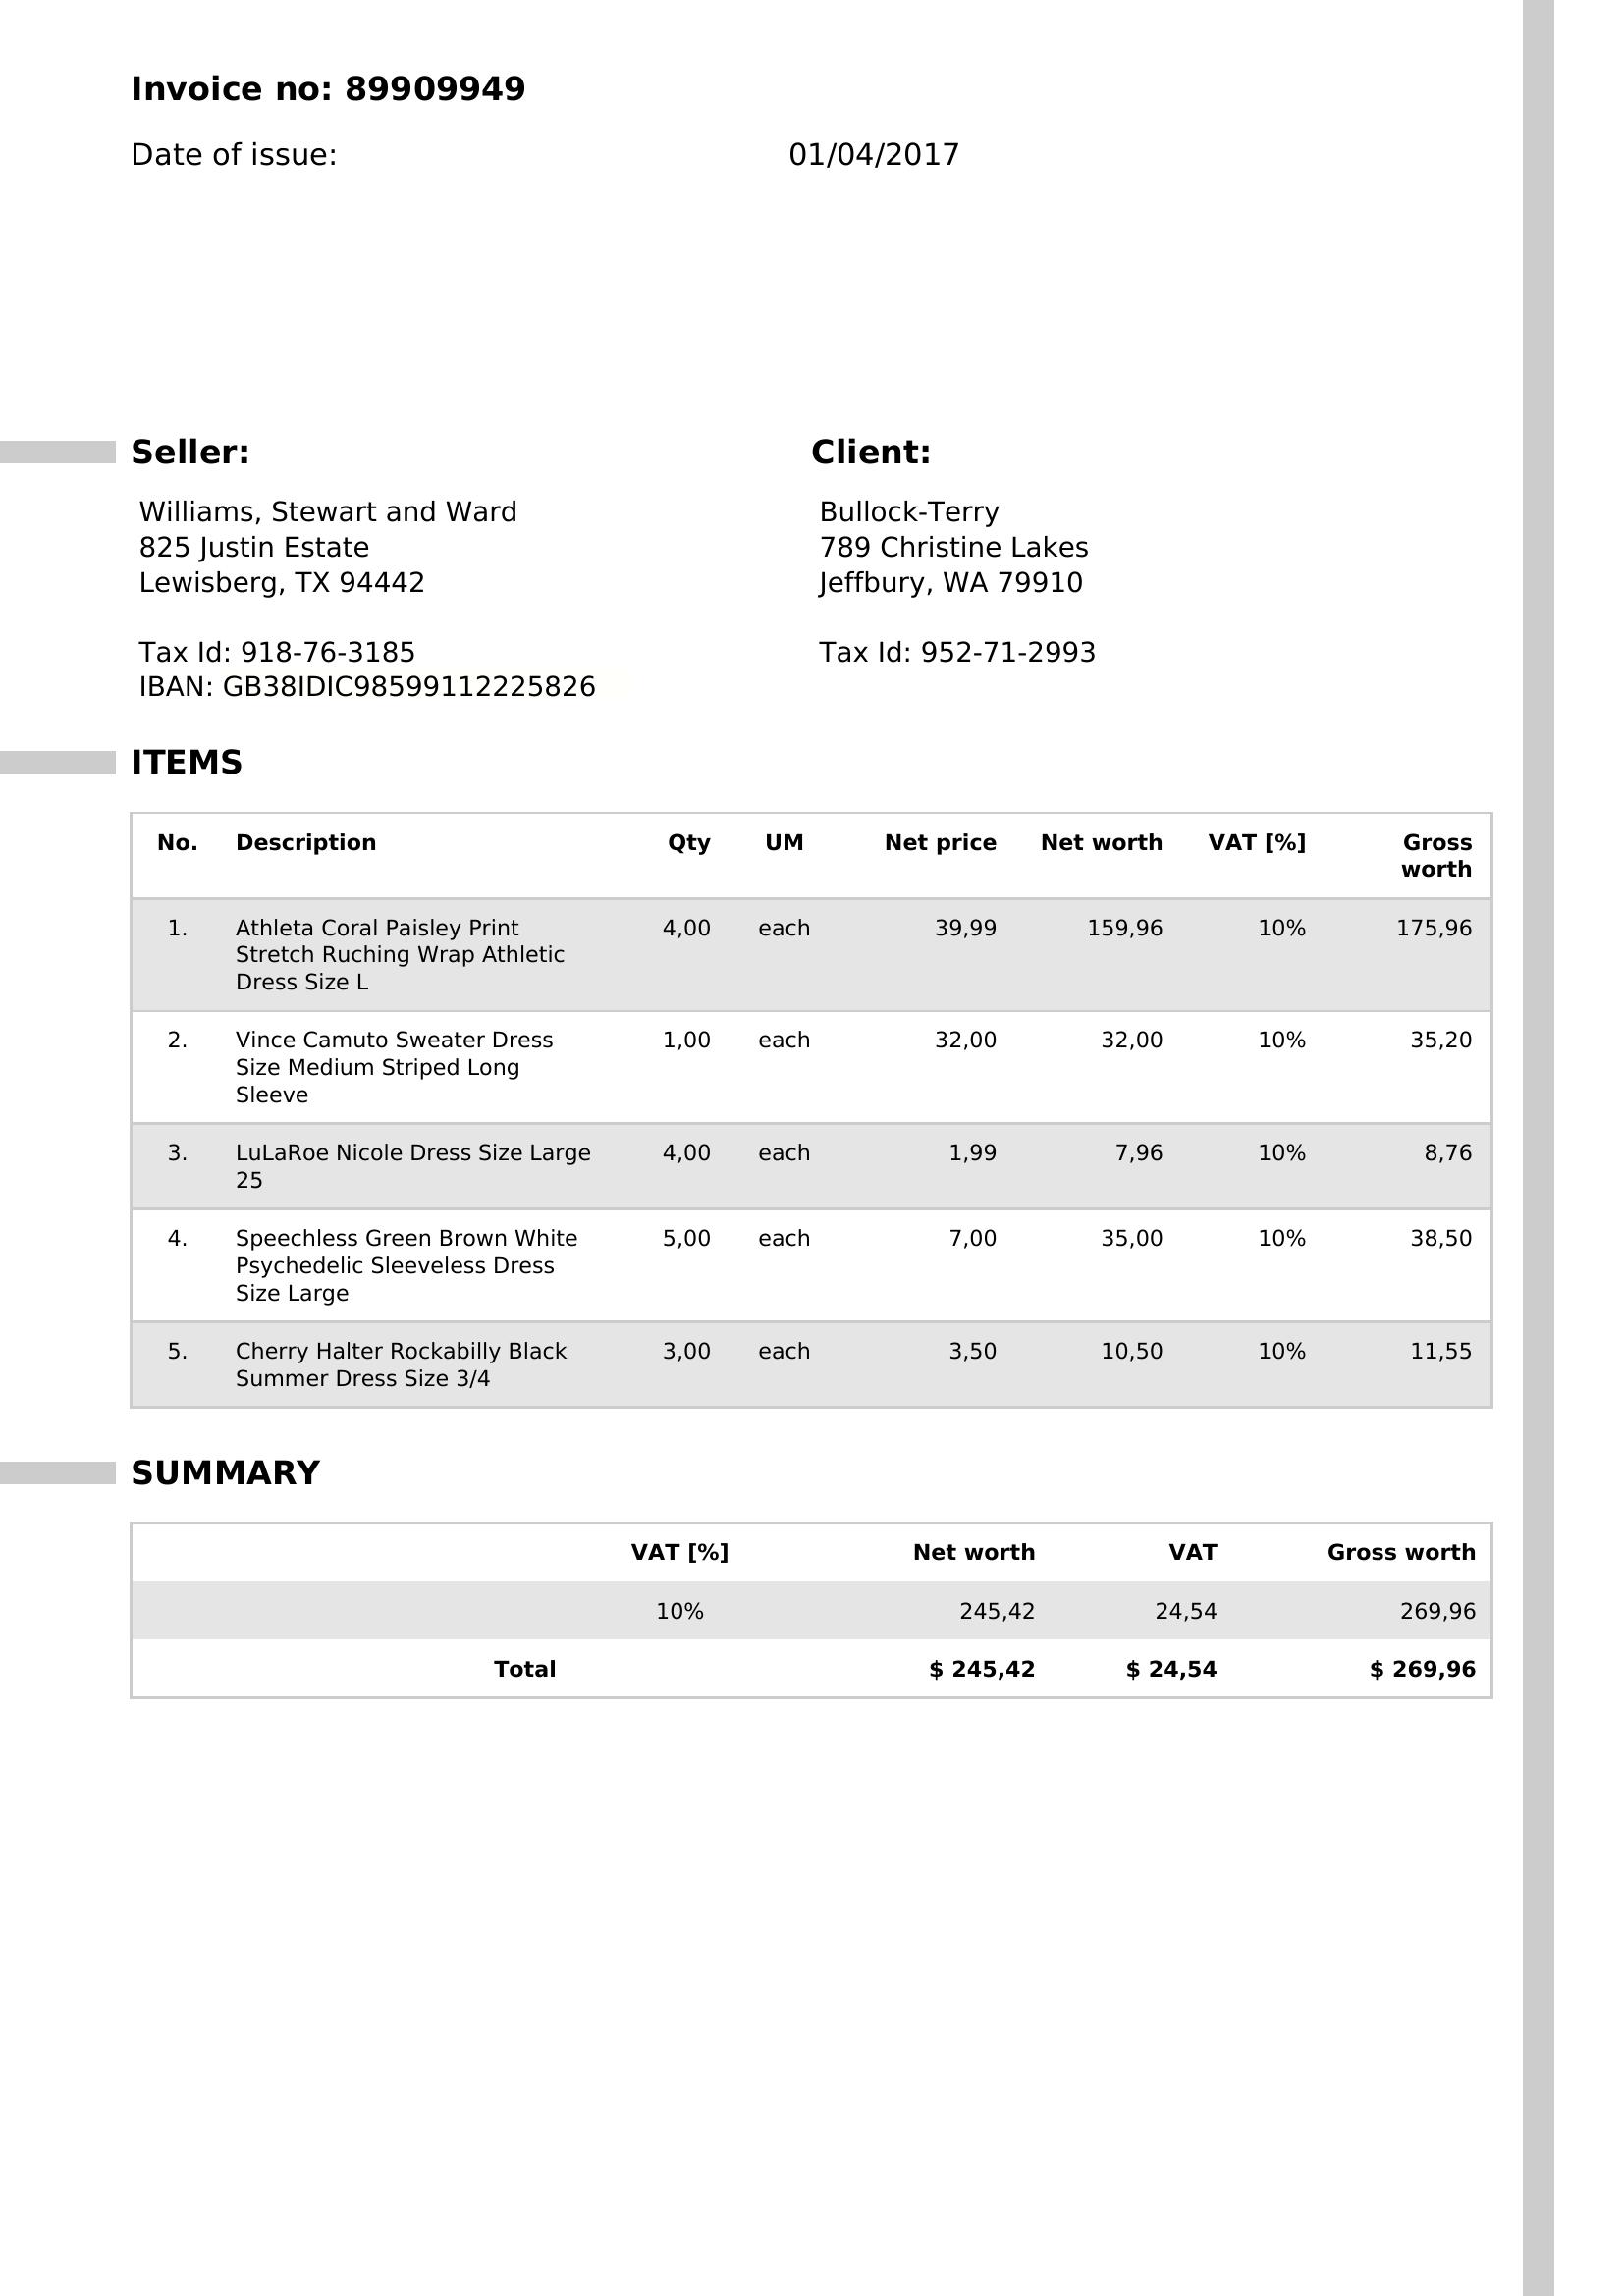 Invoice no: 89909949
Date of issue: 01/04/2017
Seller: Client:
Williams, Stewart and Ward Bullock-Terry
825 Justin Estate 789 Christine Lakes
Lewisberg, TX 94442 Jeffbury, WA 79910
Tax Id: 918-76-3185 Tax Id: 952-71-2993
IBAN: GB38IDIC98599112225826
ITEMS
No. Description Qty UM Net price Net worth VAT [%] Gross
worth
1. Athleta Coral Paisley Print 4,00 each 39,99 159,96 10% 175,96
Stretch Ruching Wrap Athletic
Dress Size L
2. Vince Camuto Sweater Dress 1,00 each 32,00 32,00 10% 35,20
Size Medium Striped Long
Sleeve
3. LuLaRoe Nicole Dress Size Large 4,00 each 1,99 7,96 10% 8,76
25
4. Speechless Green Brown White 5,00 each 7,00 35,00 10% 38,50
Psychedelic Sleeveless Dress
Size Large
5. Cherry Halter Rockabilly Black 3,00 each 3,50 10,50 10% 11,55
Summer Dress Size 3/4
SUMMARY
VAT [%] Net worth VAT Gross worth
10% 245,42 24,54 269,96
Total $ 245,42 $ 24,54 $ 269,96